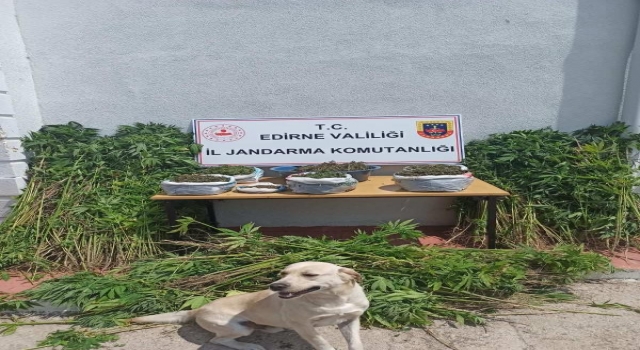 T.C.
EDİRNE VALİLİĞİ
İL JANDARMA KOMUTANLIĞI